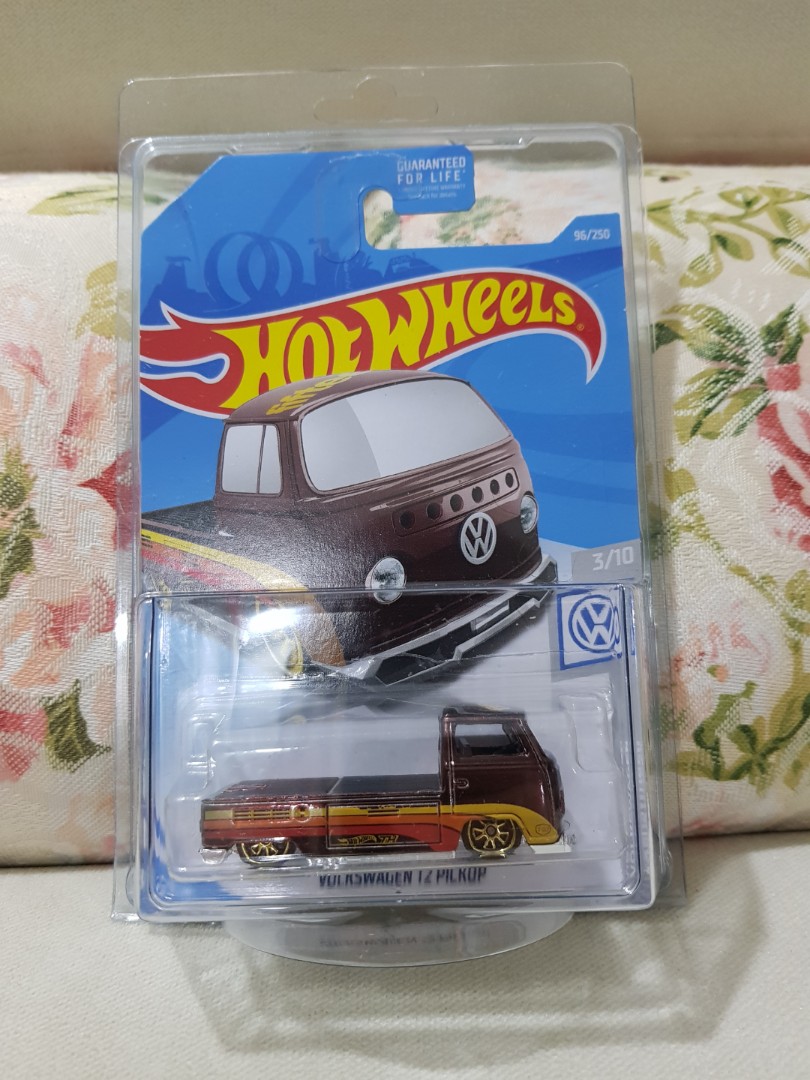 GUARANTEED
FOR LIFE*
96/250
HOT WHEELS®
3/10
VOLKSWAGEN T2 PICKUP